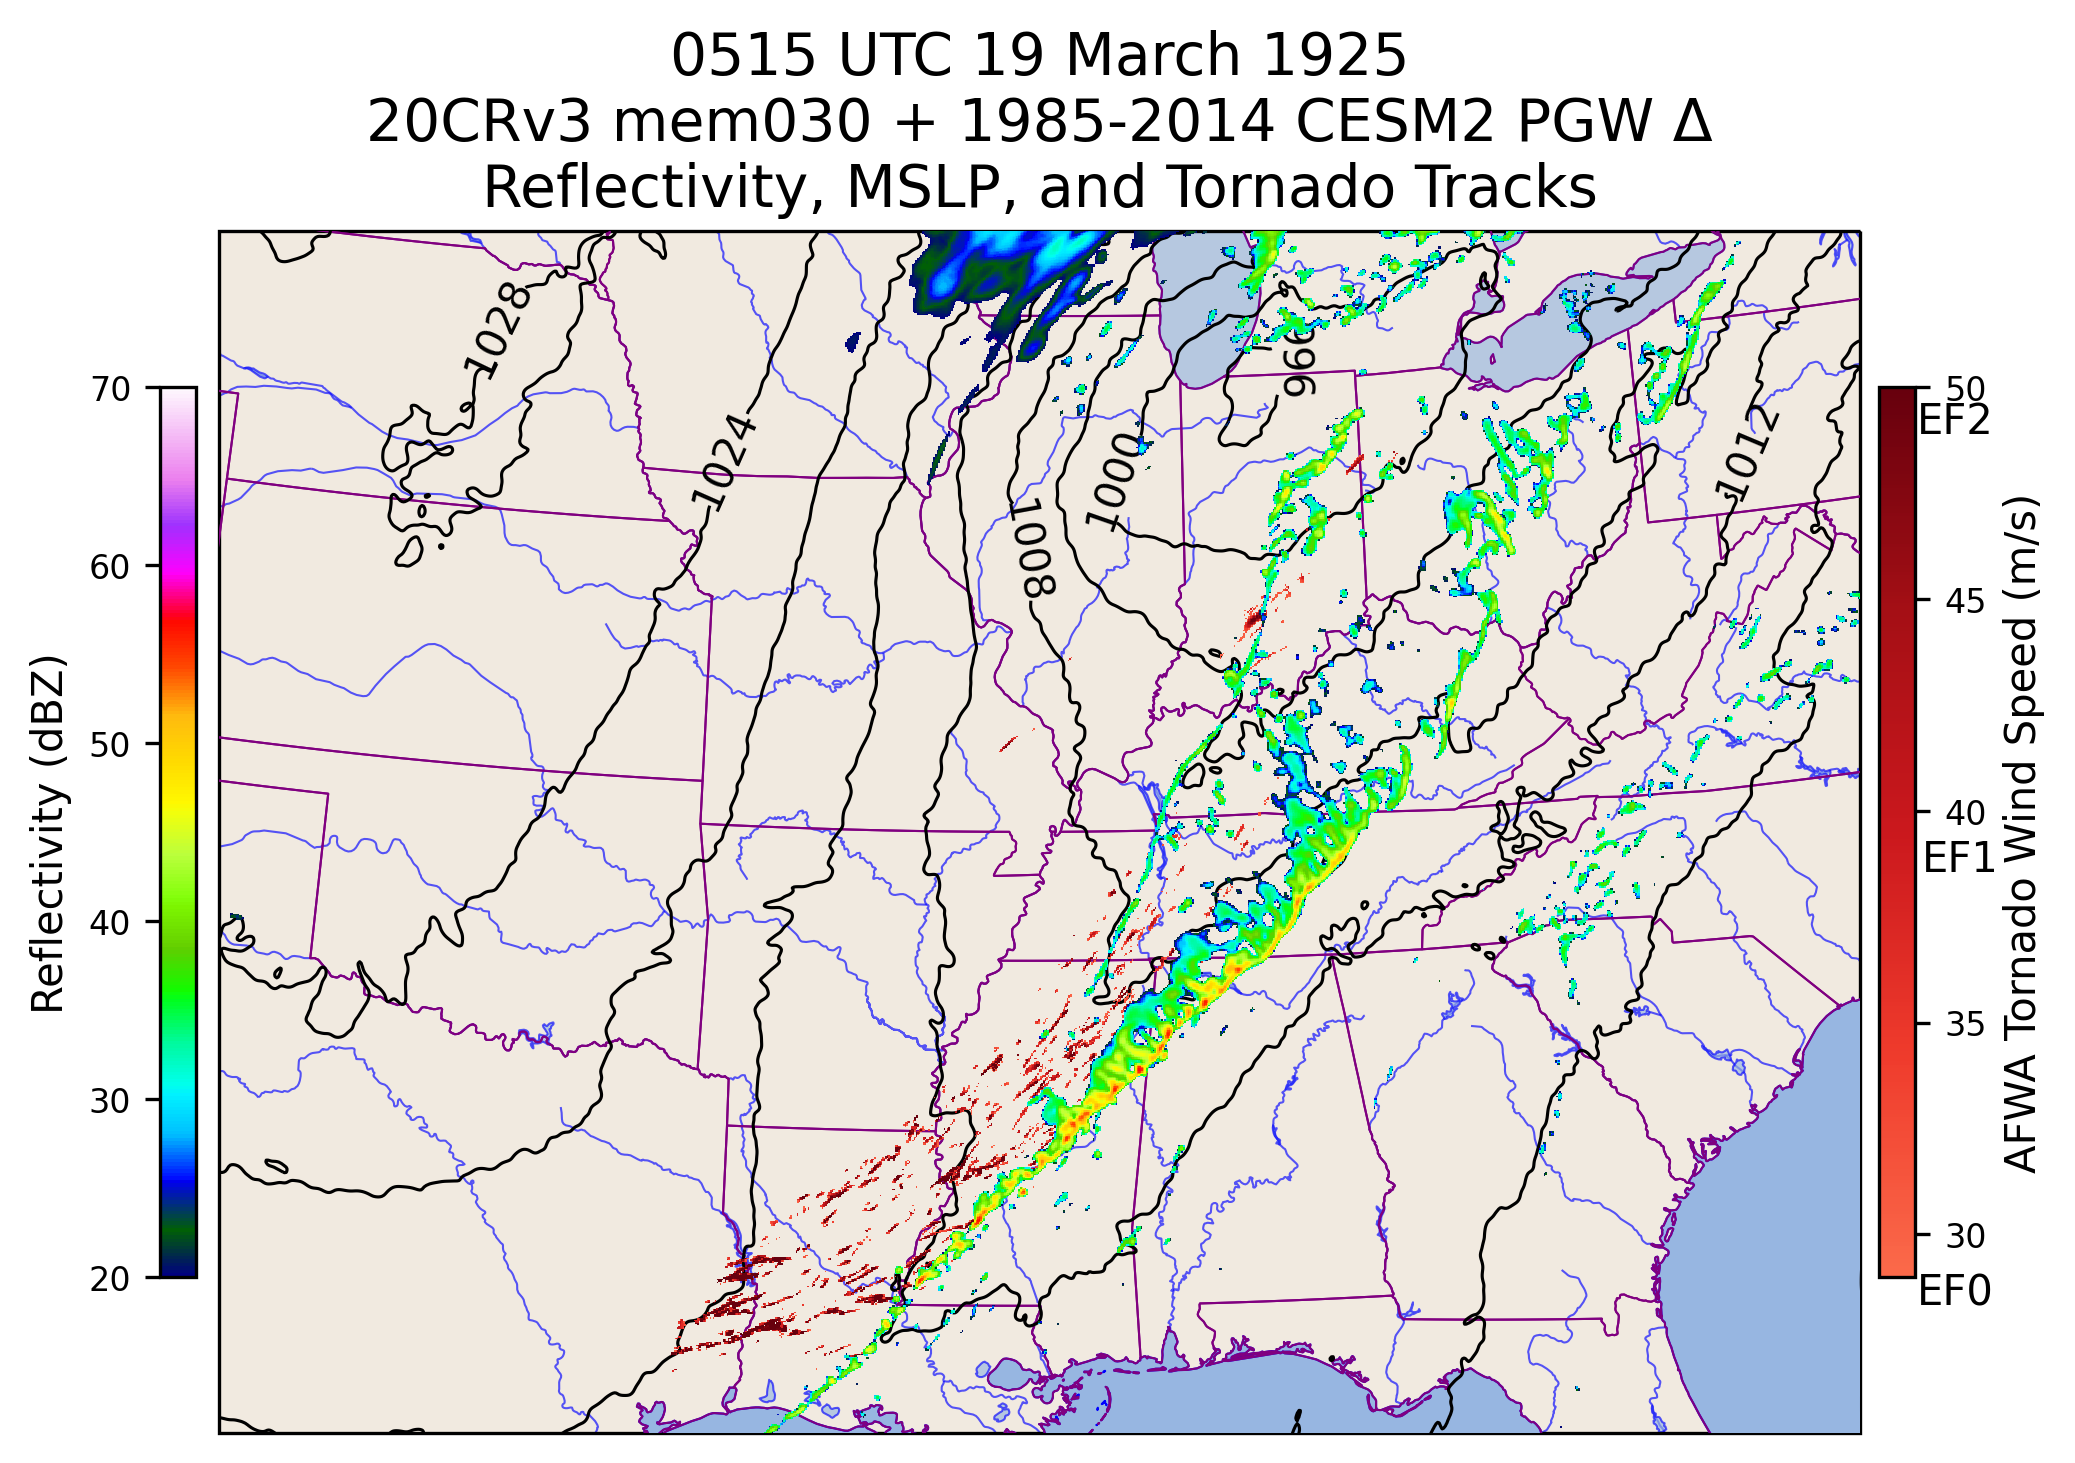 0515 UTC 19 March 1925
20CRv3 mem030 + 1985-2014 CESM2 PGW Δ
Reflectivity, MSLP, and Tornado Tracks
1028
1024
1008
1000
996
1012
70
60
50
40
30
20
Reflectivity (dBZ)
50
EF2
45
40
EF1
35
30
EF0
AFWA Tornado Wind Speed (m/s)